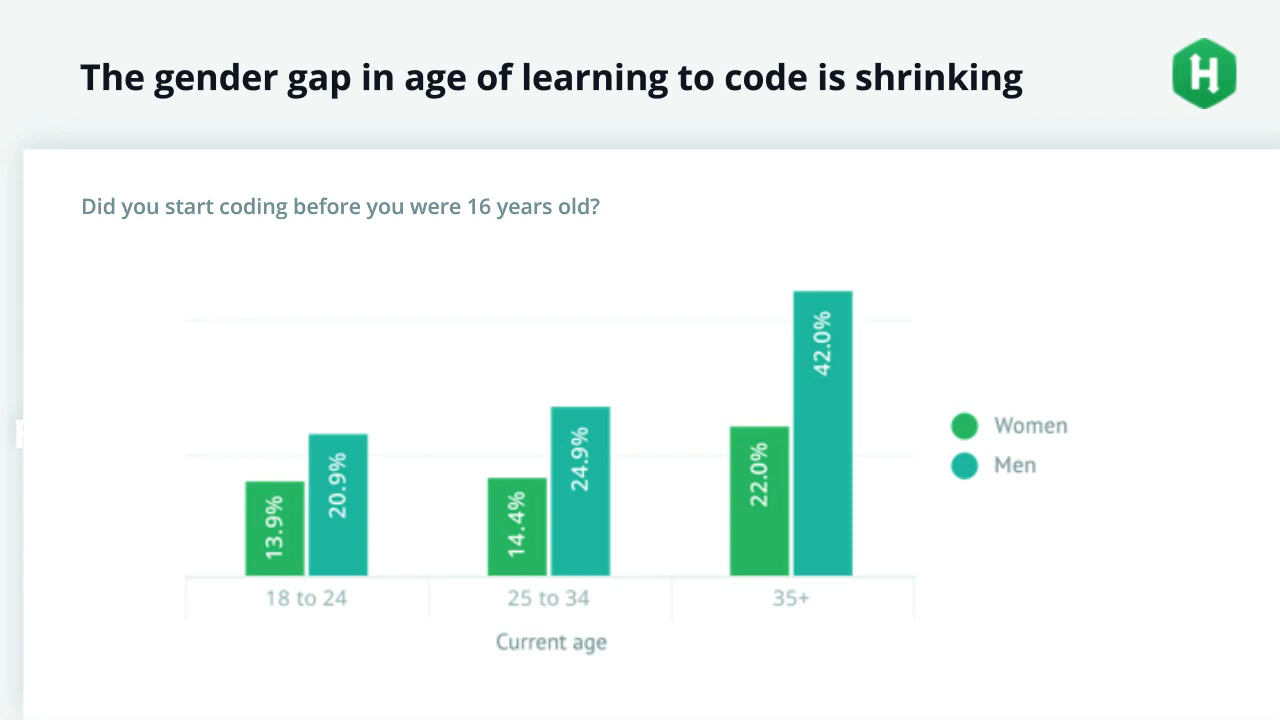 The gender gap in age of learning to code is shrinking
H
Did you start coding before you were 16 years old?
13.9%
20.9%
14.4%
24.9%
22.0%
42.0%
Women
Men
18 to 24
25 to 34
35+
Current age